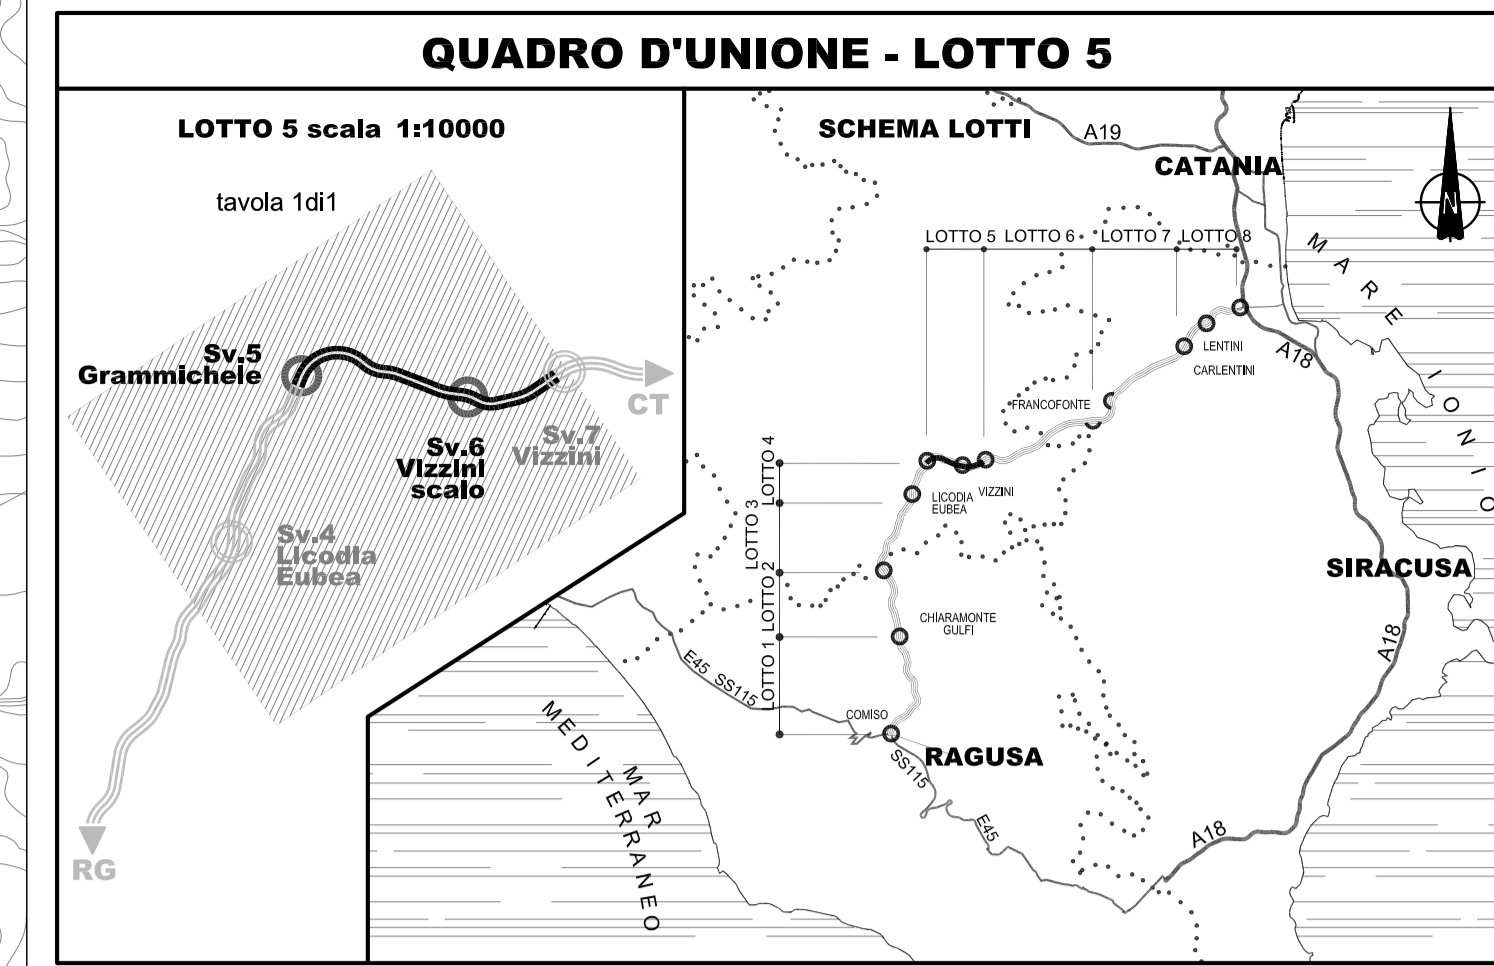 QUADRO D'UNIONE - LOTTO 5
LOTTO 5 scala 1:10000
tavola 1di1
Sv.5
Grammichele
CT
Sv.7
Vizzini
Sv.6
Vizzini
scalo
Sv.4
Licodia
Eubea
RG
SCHEMA LOTTI
A19
CATANIA
N
LOTTO 5
LOTTO 6
LOTTO 7
LOTTO 8
MARE
IONIO
LENTINI
CARLENTINI
A18
FRANCOFONTE
LOTTO 4
LOTTO 3
LOTTO 2
LOTTO 1
LICODIA
EUBEA
VIZZINI
SIRACUSA
CHIARAMONTE
GULFI
A18
E45 SS115
COMISO
RAGUSA
SS115
E45
A18
MAR
MEDITERRANEO